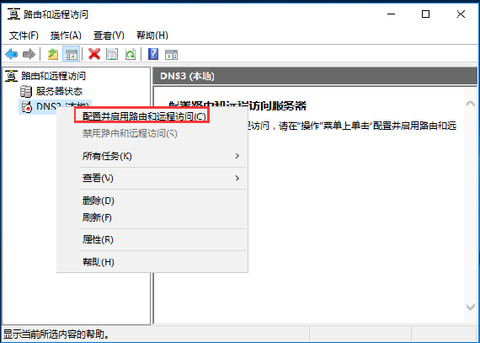 路由和远程访问
文件(F) 操作(A) 查看(V) 帮助(H)
路由和远程访问
服务器状态
DNS3 (本地)
DNS3 (本地)
配置路由和远程访问服务器
访问，请在"操作"菜单上单击"配置并启用路由和远
配置并启用路由和远程访问(C)
禁用路由和远程访问(S)
所有任务(K)
查看(V)
删除(D)
刷新(F)
属性(R)
帮助(H)
显示当前所选内容的帮助。